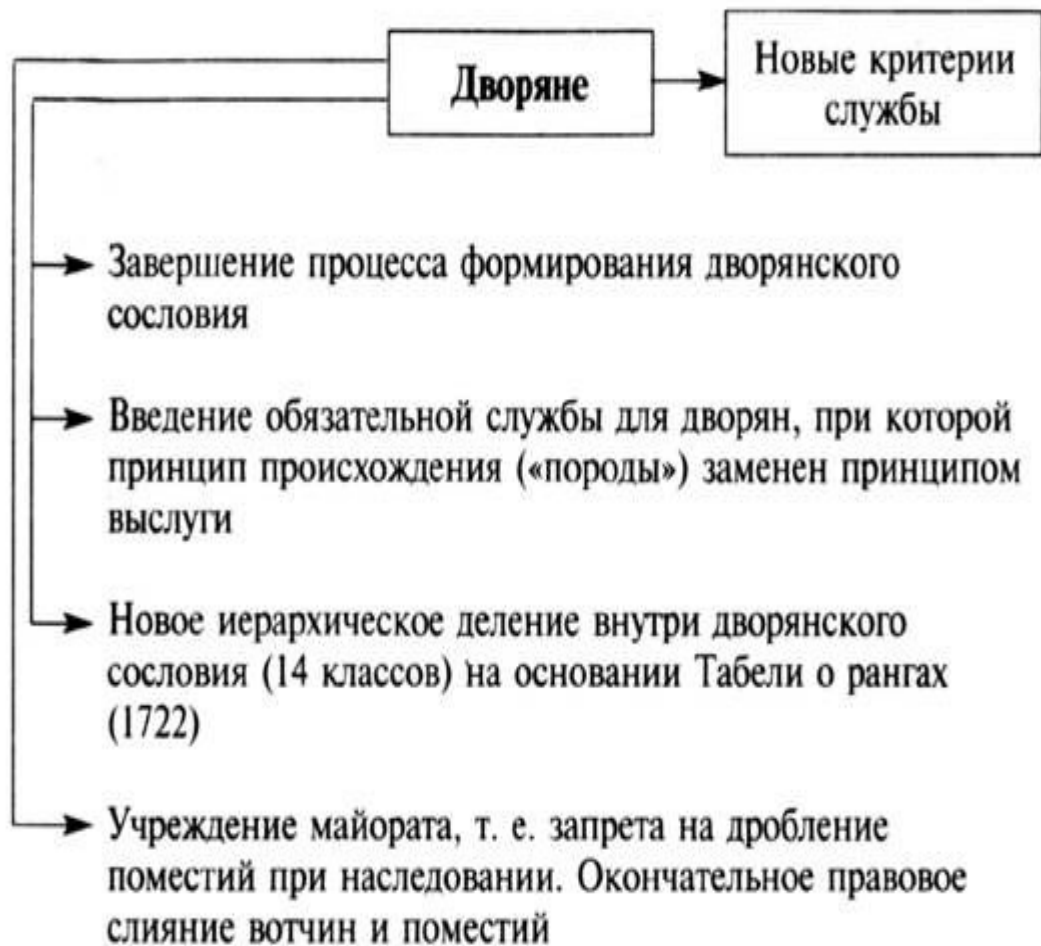 Дворяне
Новые критерии
службы
Завершение процесса формирования дворянского
сословия
Введение обязательной службы для дворян, при которой
принцип происхождения («породы») заменен принципом
выслуги
Новое иерархическое деление внутри дворянского
сословия (14 классов) на основании Табели о рангах
(1722)
Учреждение майората, т. е. запрета на дробление
поместий при наследовании. Окончательное правовое
слияние вотчин и поместий